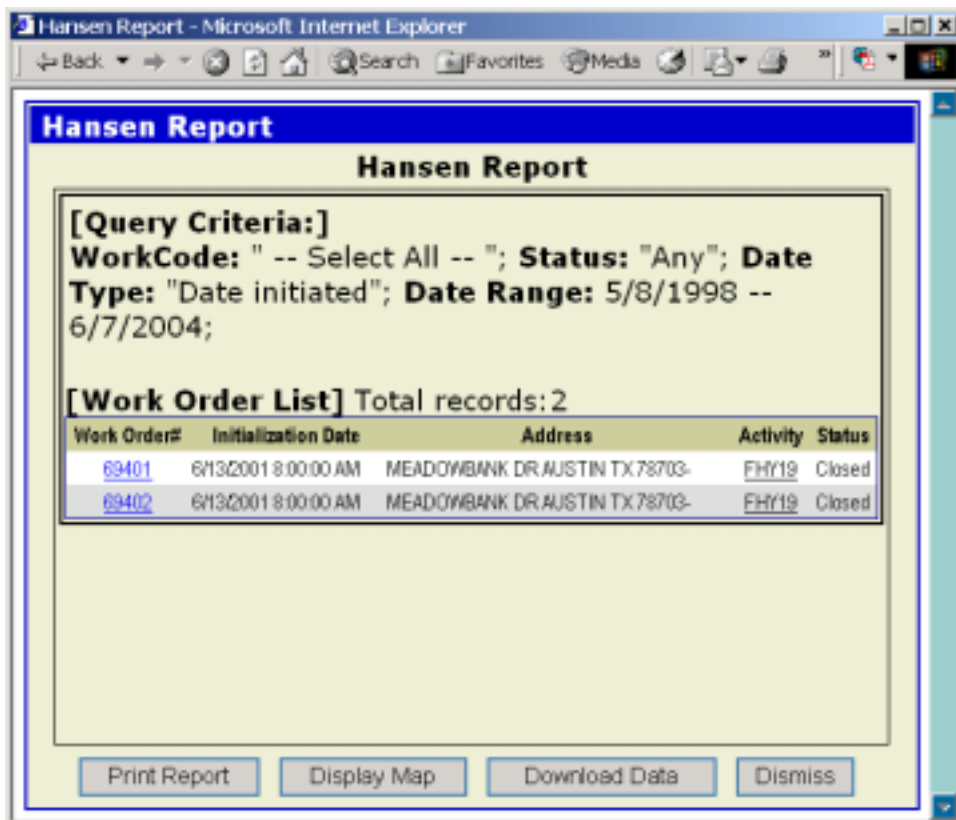 Hansen Report - Microsoft Internet Explorer
Back Search Favorites Media »
Hansen Report
Hansen Report
[Query Criteria:]
WorkCode: " -- Select All -- "; Status: "Any"; Date
Type: "Date initiated"; Date Range: 5/8/1998 --
6/7/2004;
[Work Order List] Total records:2
Work Order# Initialization Date Address Activity Status
69401 6/13/2001 8:00:00 AM MEADOWBANK DR AUSTIN TX 78703- FHY19 Closed
69402 6/13/2001 8:00:00 AM MEADOWBANK DR AUSTIN TX 78703- FHY19 Closed
Print Report Display Map Download Data Dismiss